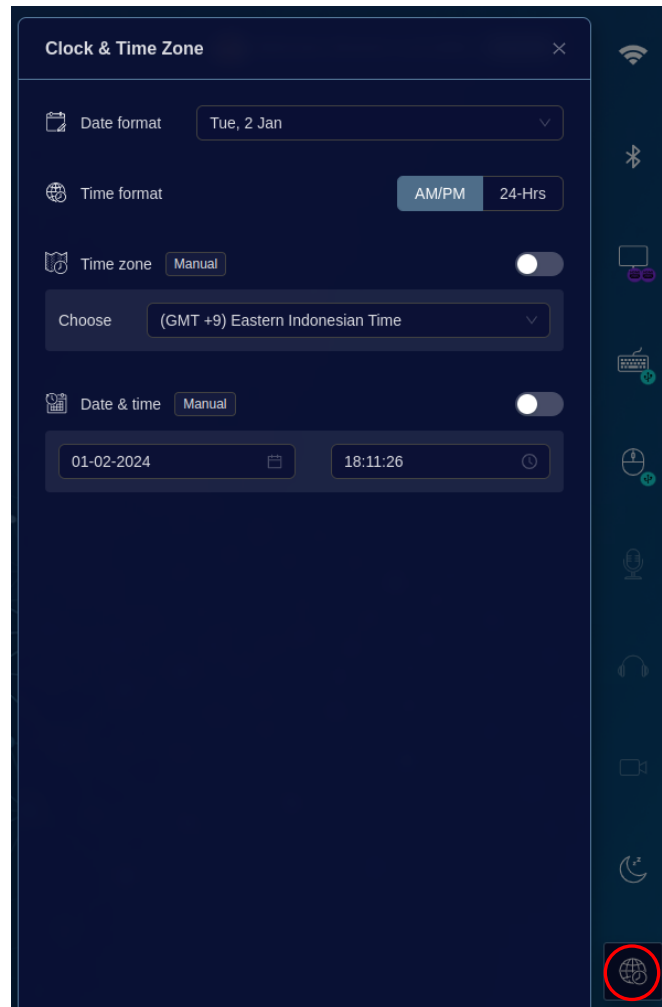 Clock & Time Zone
Date format Tue, 2 Jan
Time format AM/PM 24-Hrs
Time zone Manual
Choose (GMT +9) Eastern Indonesian Time
Date & time Manual
01-02-2024 18:11:26